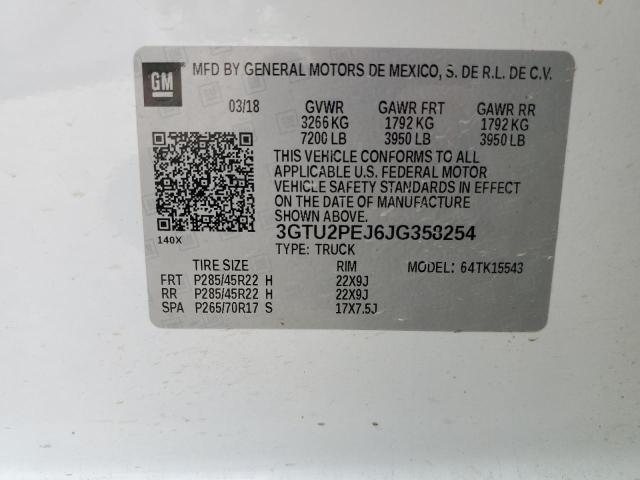 GM
MFD BY GENERAL MOTORS DE MEXICO, S. DE R.L. DE C.V.
03/18 GVWR GAWR FRT GAWR RR
3266 KG 1792 KG 1792 KG
7200 LB 3950 LB 3950 LB
THIS VEHICLE CONFORMS TO ALL
APPLICABLE U.S. FEDERAL MOTOR
VEHICLE SAFETY STANDARDS IN EFFECT
ON THE DATE OF MANUFACTURE
SHOWN ABOVE.
140X
3GTU2PEJ6JG358254
TYPE: TRUCK
TIRE SIZE RIM MODEL: 64TK15543
FRT P285/45R22 H 22X9J
RR P285/45R22 H 22X9J
SPA P265/70R17 S 17X7.5J